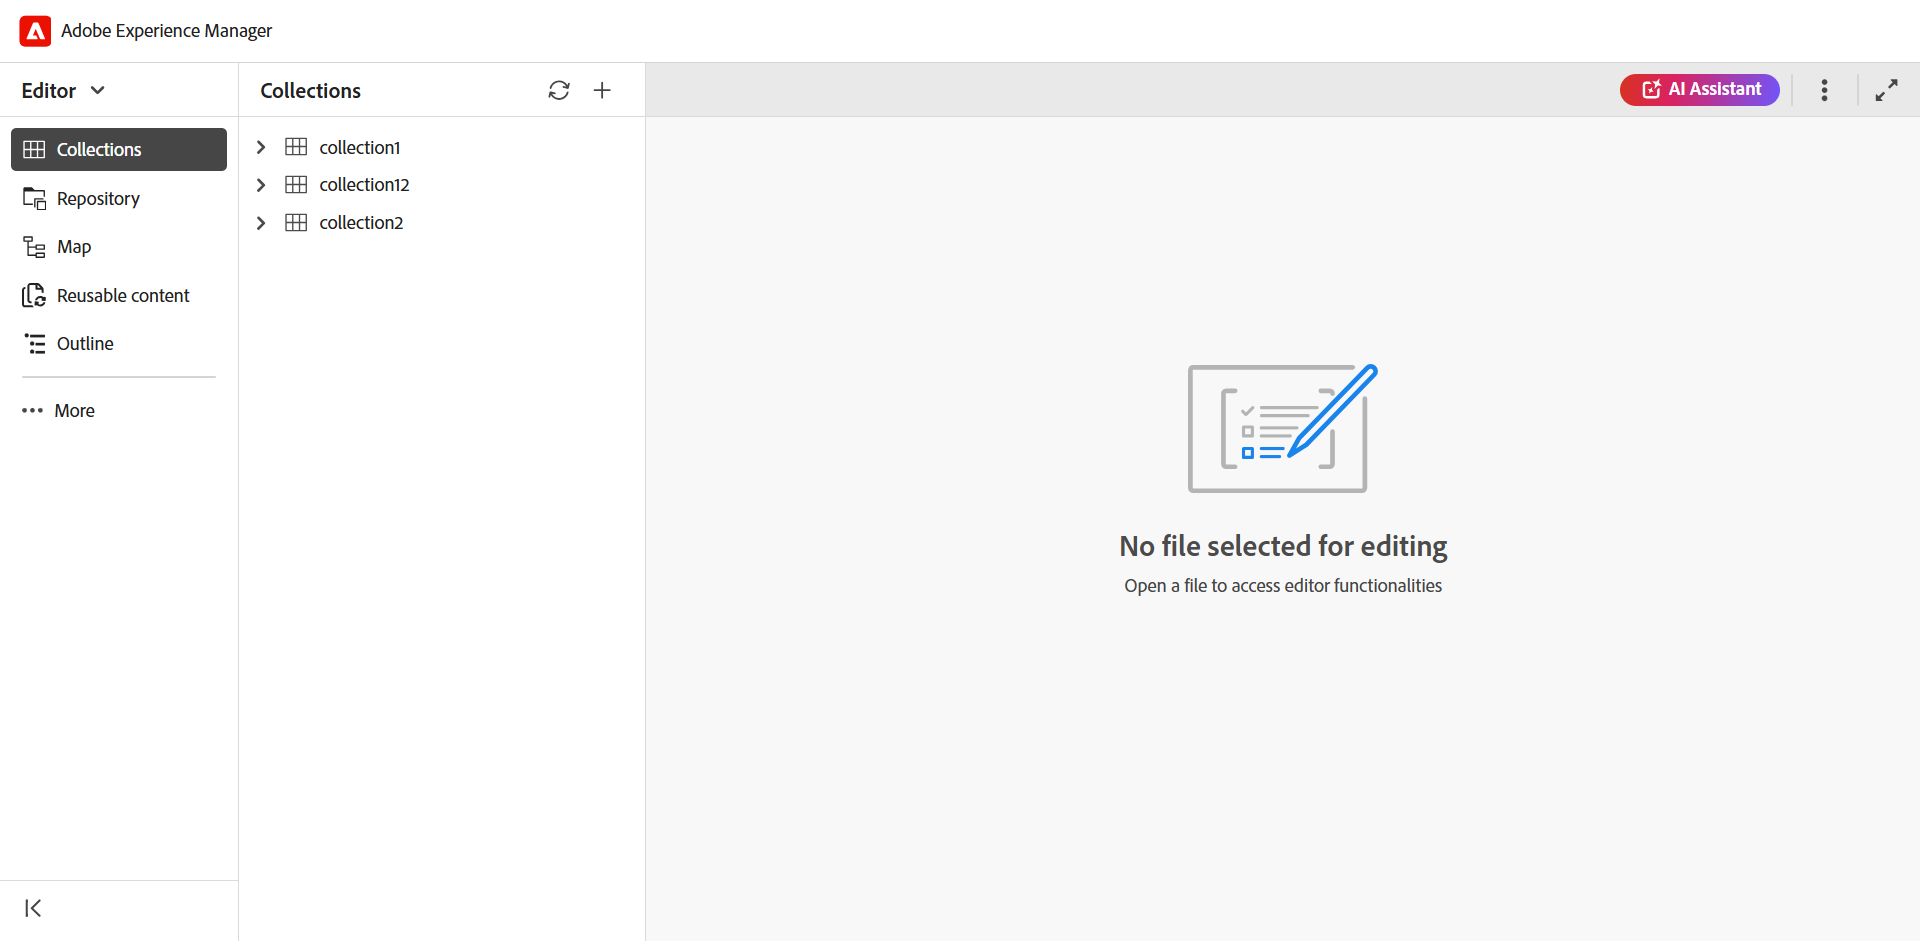 Adobe Experience Manager
Editor
Collections
AI Assistant
Collections
Repository
Map
Reusable content
Outline
More
collection1
collection12
collection2
No file selected for editing
Open a file to access editor functionalities